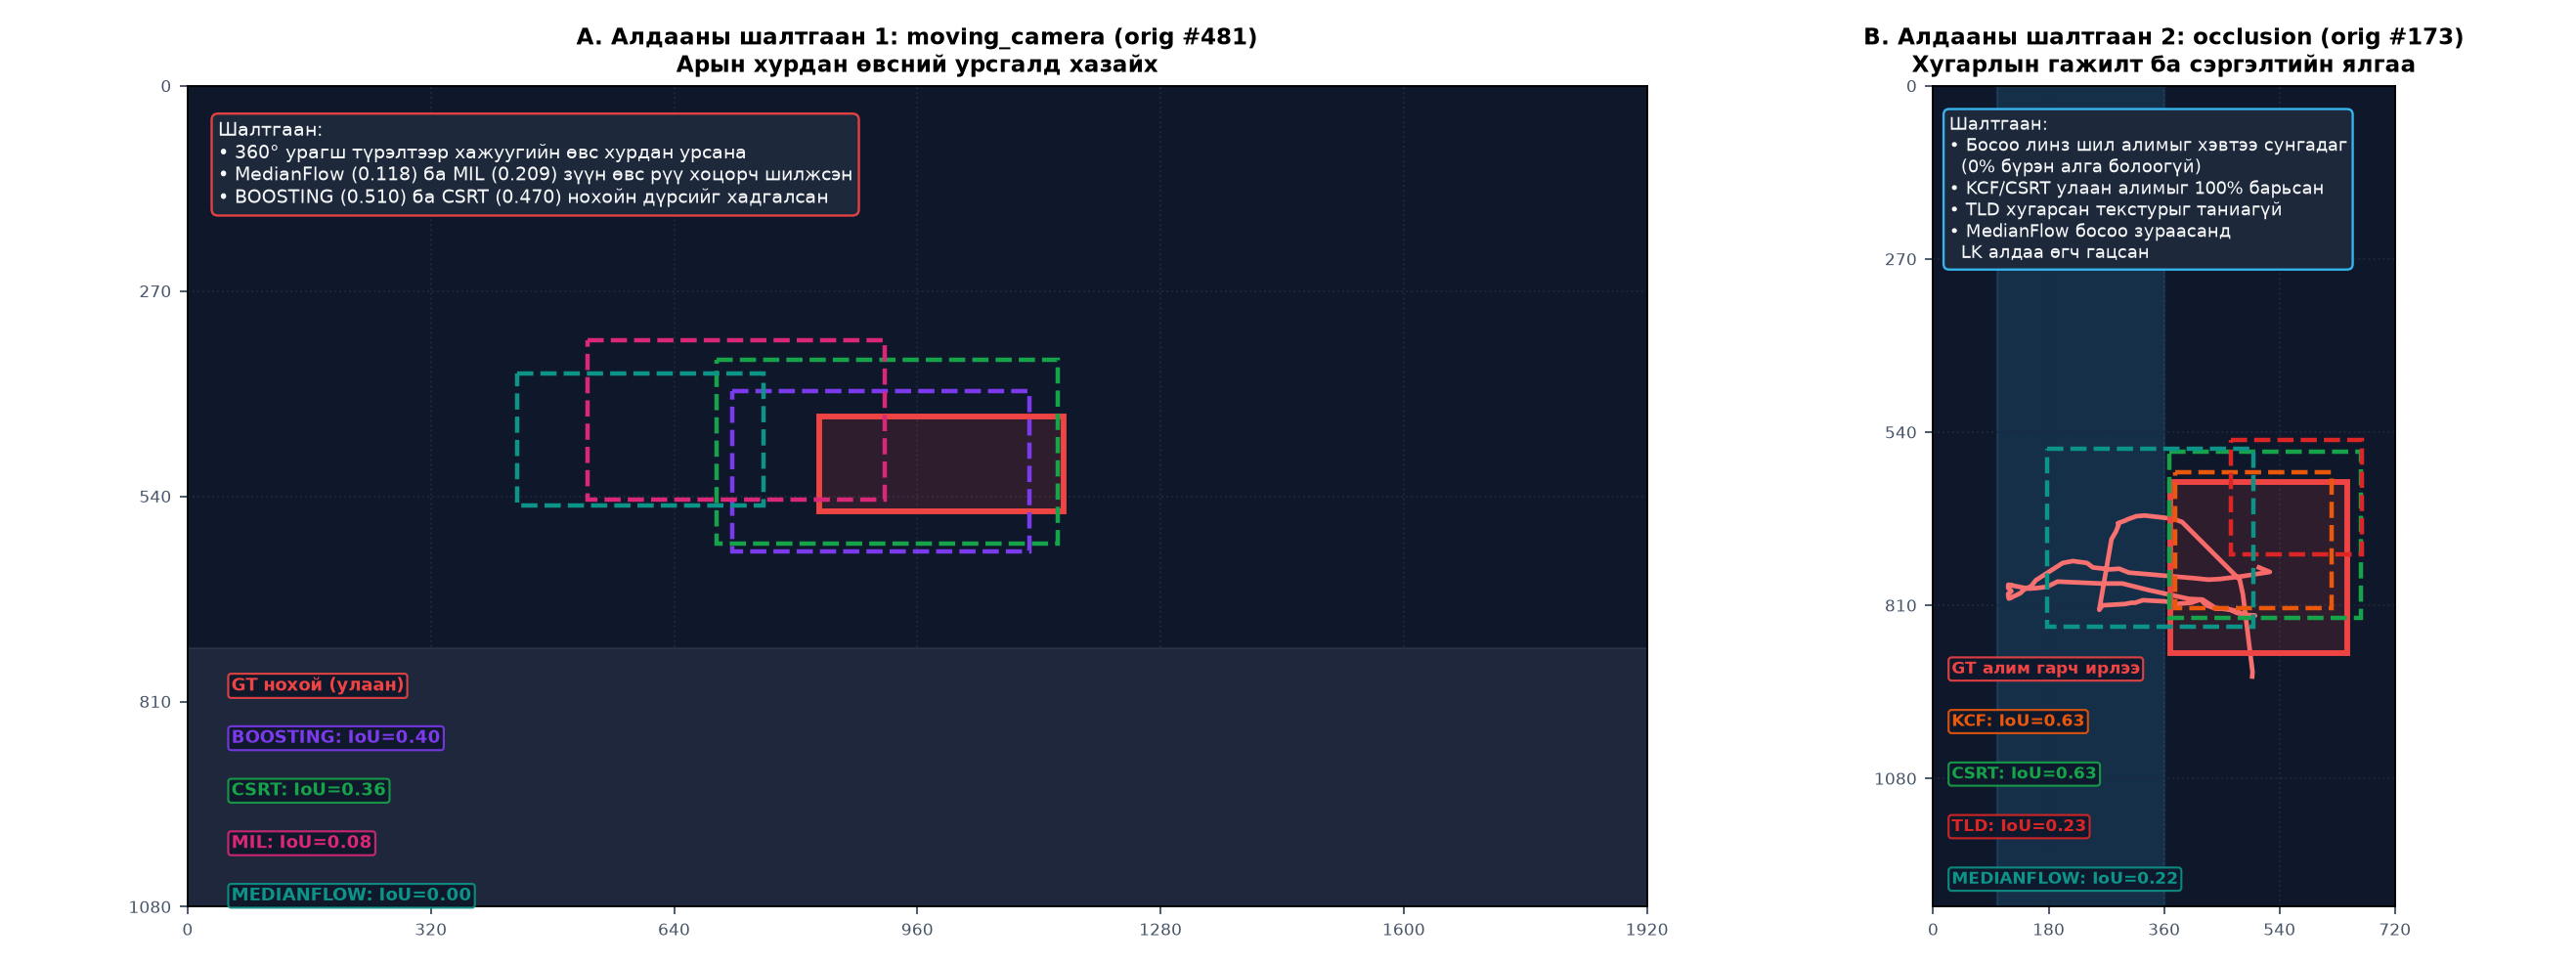 A. Алдааны шалтгаан 1: moving_camera (orig #481)
Арын хурдан өвсний урсгалд хазайх
0
270
540
810
1080
Шалтгаан:
• 360° урагш түрэлтээр хажуугийн өвс хурдан урсана
• MedianFlow (0.118) ба MIL (0.209) зүүн өвс рүү хоцорч шилжсэн
• BOOSTING (0.510) ба CSRT (0.470) нохойн дүрсийг хадгалсан
GT нохой (улаан)
BOOSTING: IoU=0.40
CSRT: IoU=0.36
MIL: IoU=0.08
MEDIANFLOW: IoU=0.00
0
320
640
960
1280
1600
1920
B. Алдааны шалтгаан 2: occlusion (orig #173)
Хугарлын гажилт ба сэргэлтийн ялгаа
0
270
540
810
1080
Шалтгаан:
• Босоо линз шил алимыг хэвтээ сунгадаг
(0% бүрэн алга болоогүй)
• KCF/CSRT улаан алимыг 100% барьсан
• TLD хугарсан текстурыг таниагүй
• MedianFlow босоо зураасанд
LK алдаа өгч гацсан
GT алим гарч ирлээ
KCF: IoU=0.63
CSRT: IoU=0.63
TLD: IoU=0.23
MEDIANFLOW: IoU=0.22
0
180
360
540
720